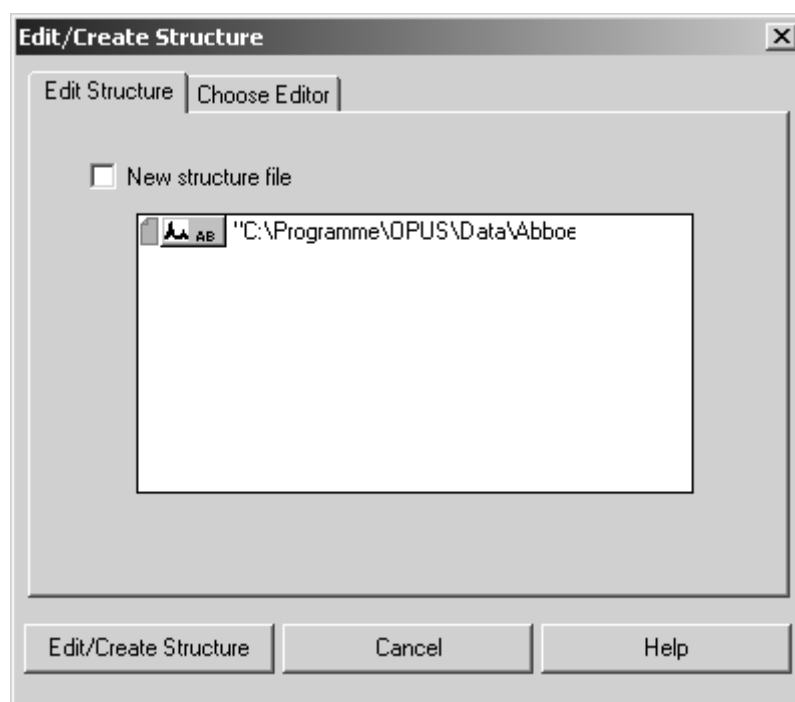 Edit/Create Structure
Edit Structure Choose Editor
New structure file
AB "C:\Programme\OPUS\Data\Abboe
Edit/Create Structure Cancel Help